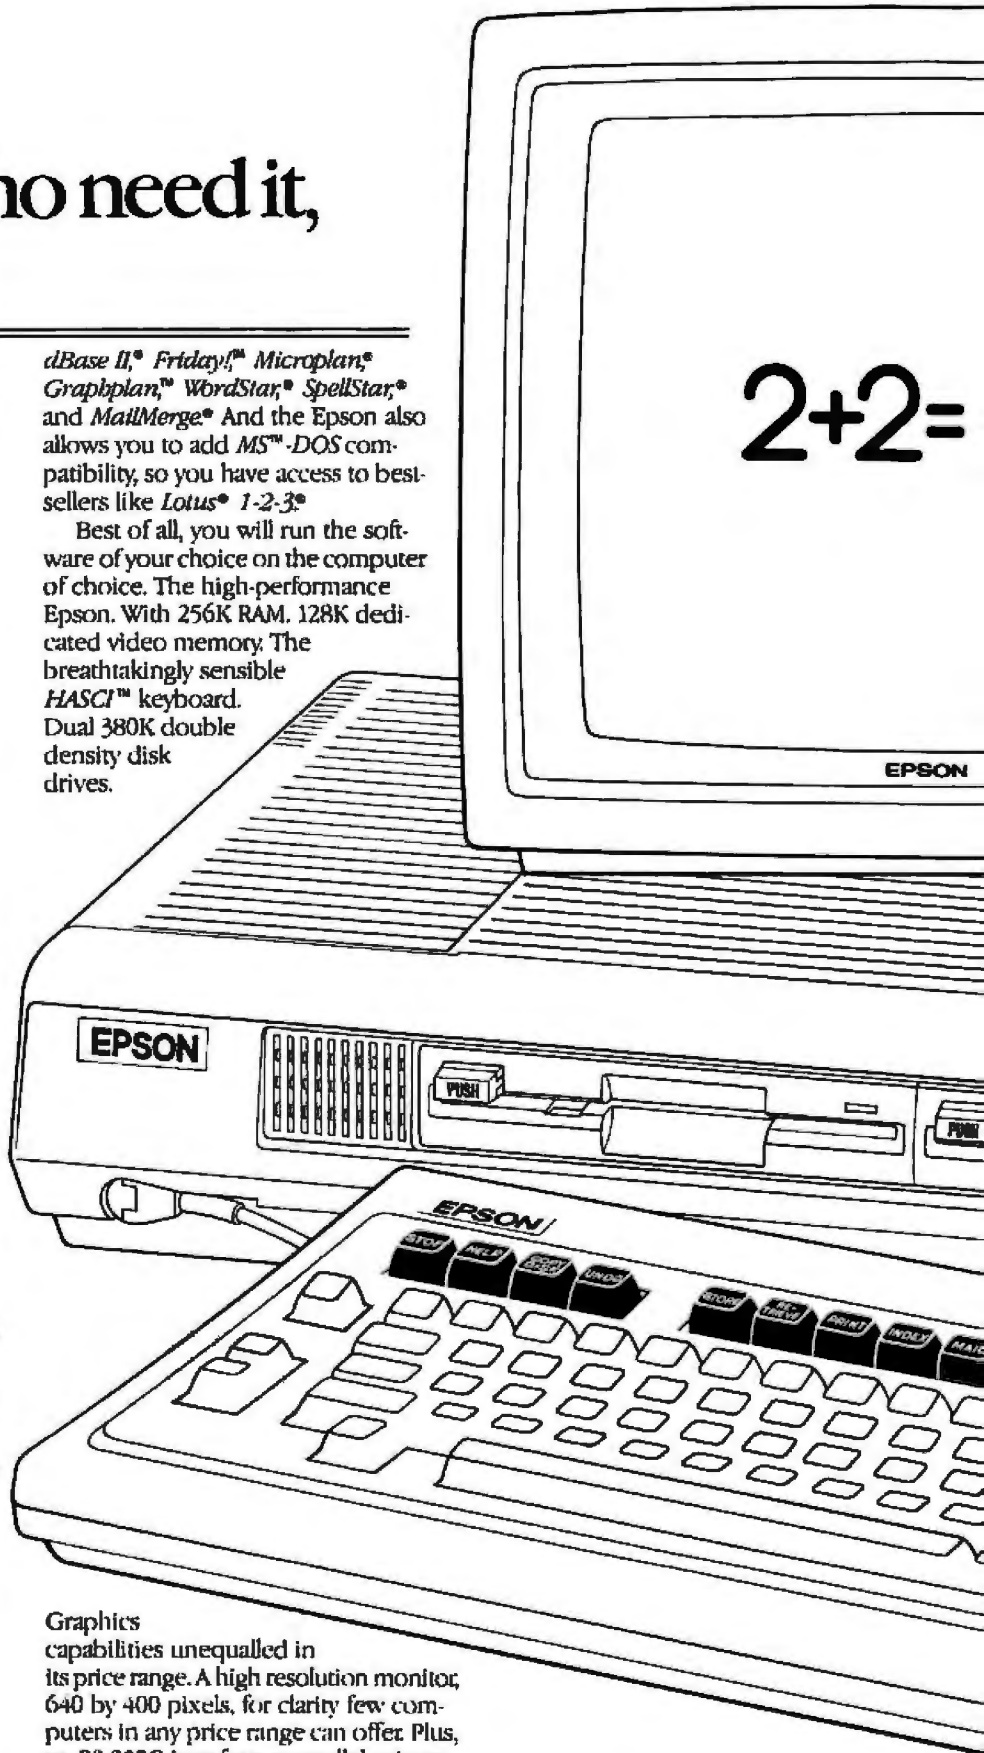 no need it,
dBase II,® Friday!,™ Microplan,®
Graphplan,™ WordStar,® SpellStar,®
and MailMerge.® And the Epson also
allows you to add MS™-DOS com-
patibility, so you have access to best-
sellers like Lotus® 1-2-3.®
Best of all, you will run the soft-
ware of your choice on the computer
of choice. The high-performance
Epson. With 256K RAM. 128K dedi-
cated video memory. The
breathtakingly sensible
HASCI™ keyboard.
Dual 380K double
density disk
drives.
2+2=
EPSON
EPSON
PUSH
PUSH
EPSON
STOP HELP COPY DISK UNDO STORE RE-TRIEVE PRINT INDEX MAIL
Graphics
capabilities unequalled in
its price range. A high resolution monitor,
640 by 400 pixels, for clarity few com-
puters in any price range can offer. Plus,